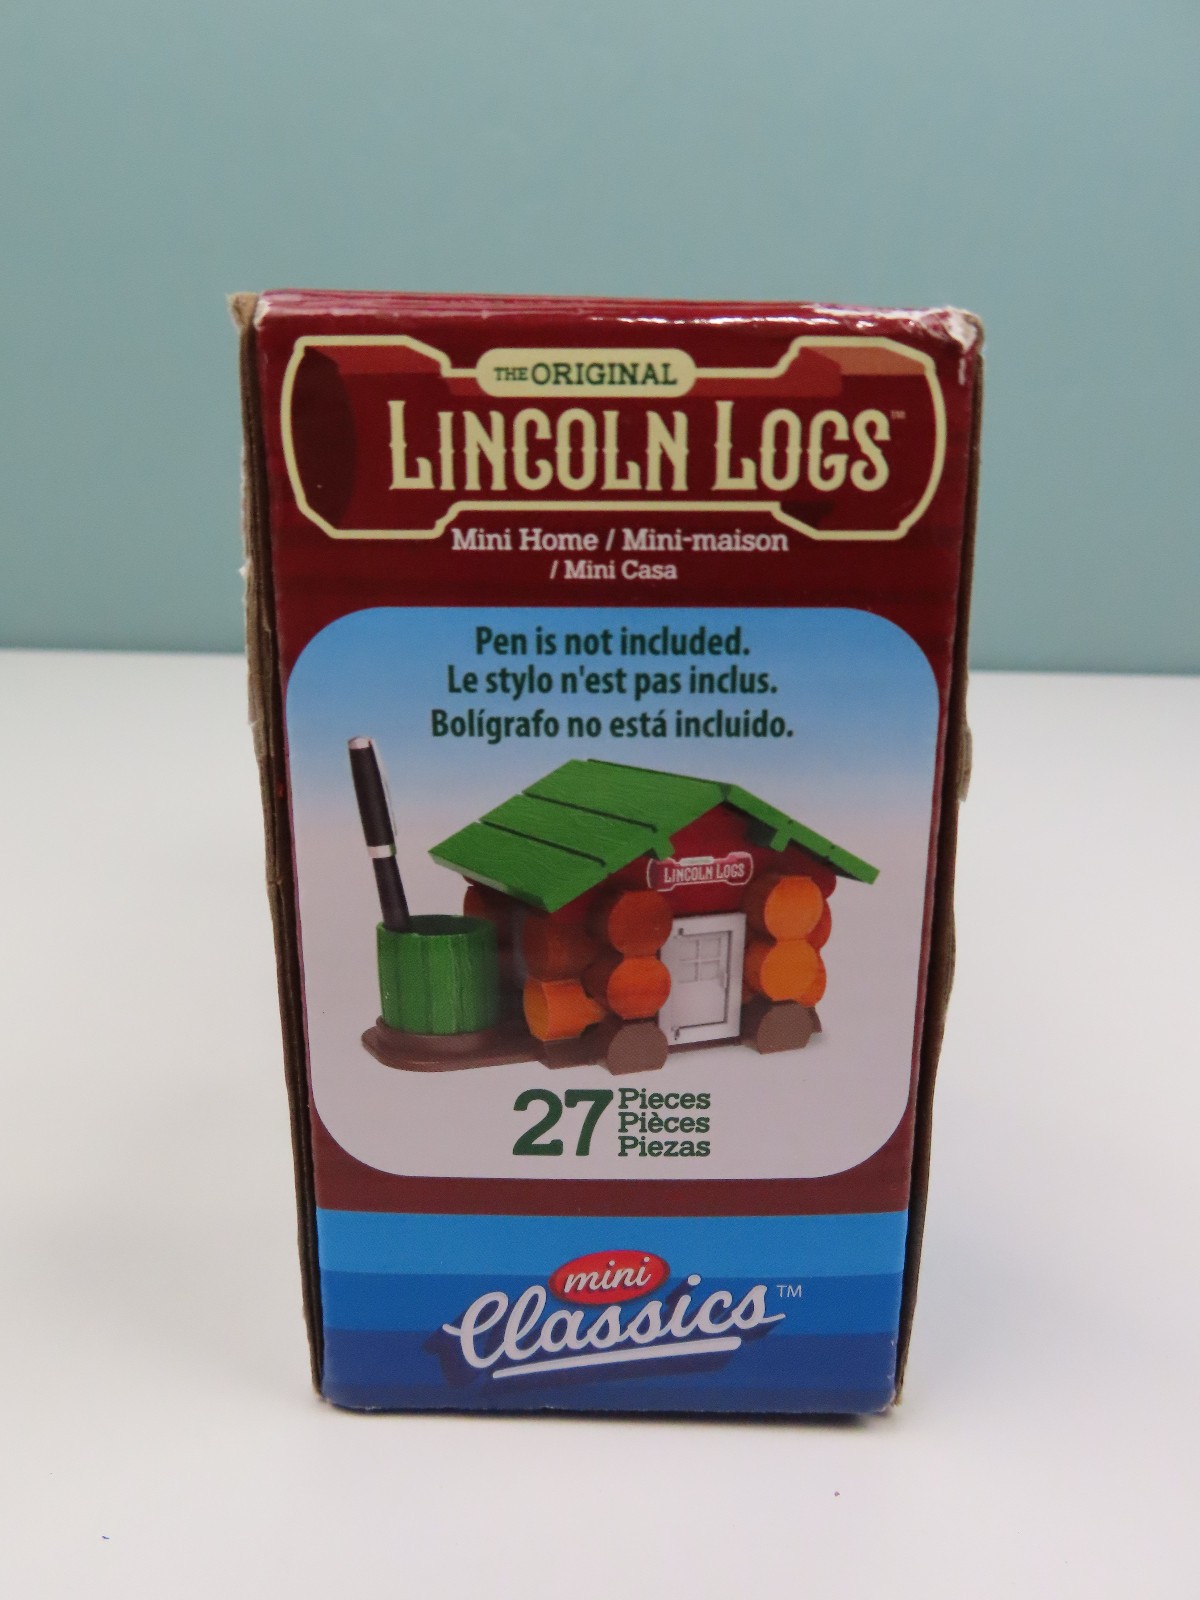 THE ORIGINAL
LINCOLN LOGS™
Mini Home / Mini-maison
/ Mini Casa
Pen is not included.
Le stylo n'est pas inclus.
Bolígrafo no está incluido.
LINCOLN LOGS
27 Pieces
Pièces
Piezas
mini
Classics™